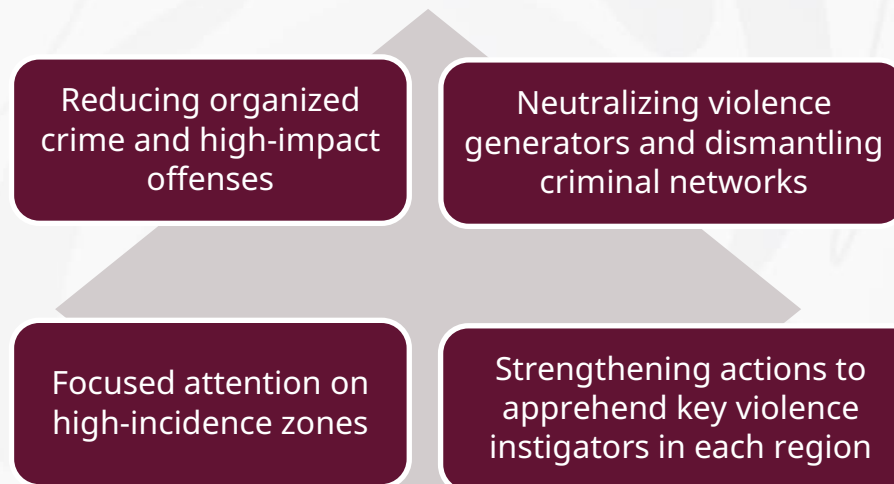 Reducing organized
crime and high-impact
offenses
Neutralizing violence
generators and dismantling
criminal networks
Focused attention on
high-incidence zones
Strengthening actions to
apprehend key violence
instigators in each region